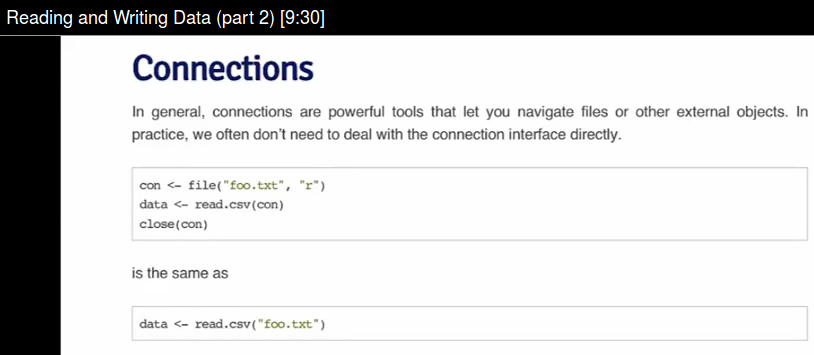 Reading and Writing Data (part 2) [9:30]
Connections
In general, connections are powerful tools that let you navigate files or other external objects. In
practice, we often don't need to deal with the connection interface directly.
con <- file("foo.txt", "r")
data <- read.csv(con)
close(con)
is the same as
data <- read.csv("foo.txt")